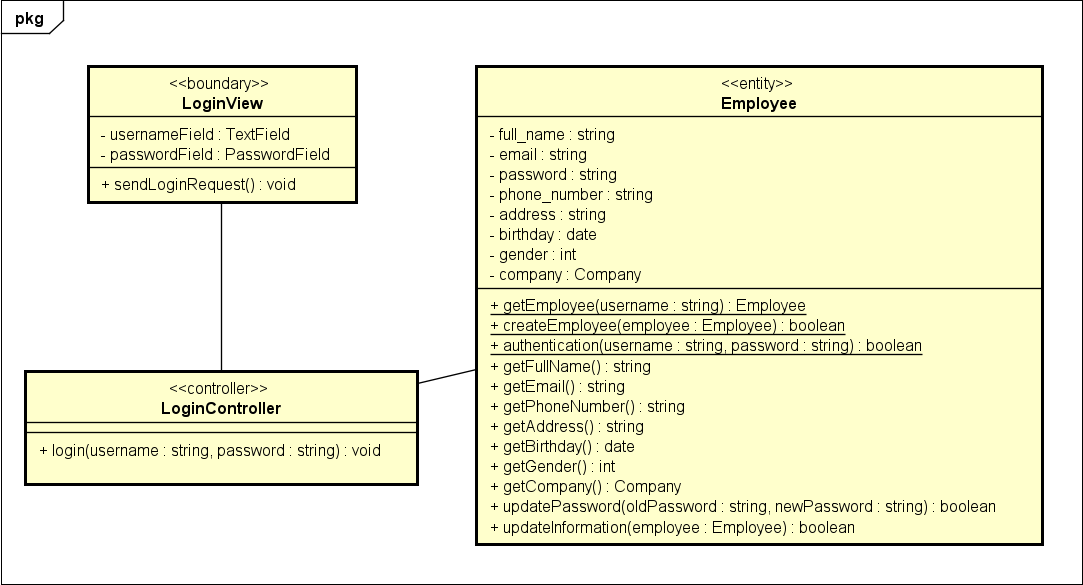 pkg
<<boundary>>
LoginView
- usernameField : TextField
- passwordField : PasswordField
+ sendLoginRequest() : void
<<entity>>
Employee
- full_name : string
- email : string
- password : string
- phone_number : string
- address : string
- birthday : date
- gender : int
- company : Company
+ getEmployee(username : string) : Employee
+ createEmployee(employee : Employee) : boolean
+ authentication(username : string, password : string) : boolean
+ getFullName() : string
+ getEmail() : string
+ getPhoneNumber() : string
+ getAddress() : string
+ getBirthday() : date
+ getGender() : int
+ getCompany() : Company
+ updatePassword(oldPassword : string, newPassword : string) : boolean
+ updateInformation(employee : Employee) : boolean
<<controller>>
LoginController
+ login(username : string, password : string) : void